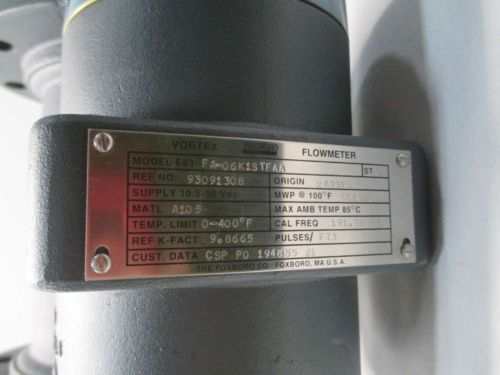 VORTEX FOXBORO FLOWMETER
MODEL E83 FA-06K1STFAA ST
REF NO. 93091308 ORIGIN
SUPPLY 10.5-50 Vdc MWP @ 100°F
MATL A105 MAX AMB TEMP 85°C
TEMP. LIMIT 0-400°F CAL FREQ
REF K-FACT 9.8665 PULSES/ FT3
CUST. DATA CSP PO
THE FOXBORO CO. FOXBORO, MA U.S.A.